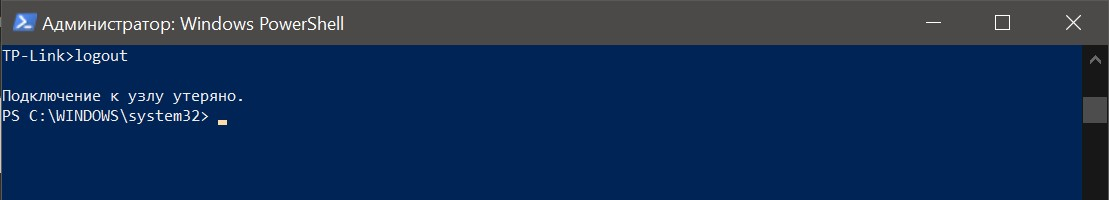 Администратор: Windows PowerShell
TP-Link>logout
Подключение к узлу утеряно.
PS C:\WINDOWS\system32>